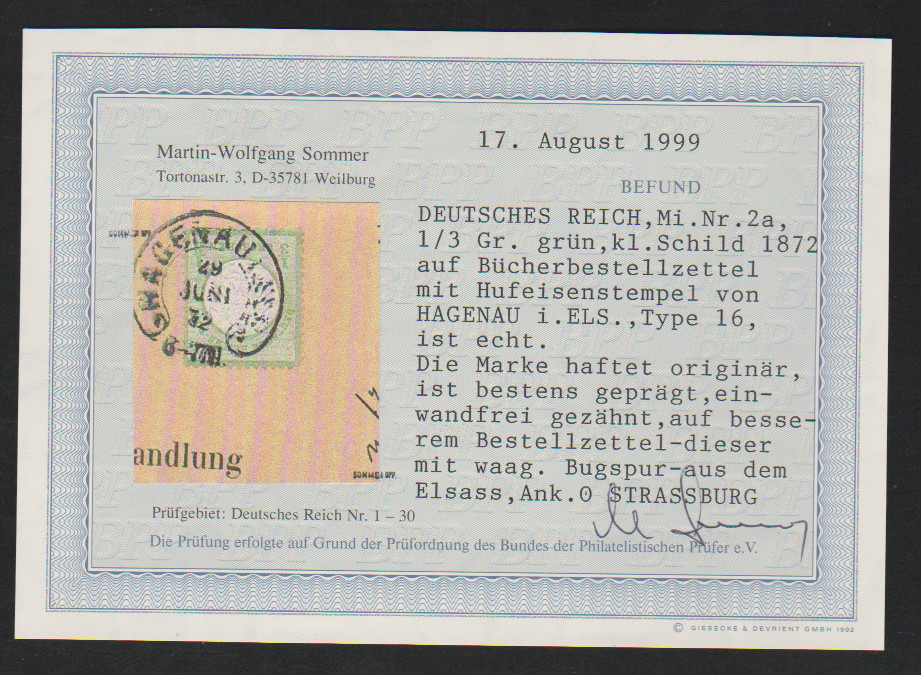 17. August 1999
Martin-Wolfgang Sommer
Tortonastr. 3, D-35781 Weilburg
BEFUND
DEUTSCHES REICH,Mi.Nr.2a,
1/3 Gr. grün,kl.Schild 1872
auf Bücherbestellzettel
mit Hufeisenstempel von
HAGENAU i.ELS.,Type 16,
ist echt.
Die Marke haftet originär,
ist bestens geprägt,ein-
wandfrei gezähnt,auf besse-
rem Bestellzettel-dieser
mit waag. Bugspur-aus dem
Elsass,Ank.O STRASSBURG
HAGENAU
29
JUNI
andlung
SOMMER BPP
Prüfgebiet: Deutsches Reich Nr. 1 – 30
Die Prüfung erfolgte auf Grund der Prüfordnung des Bundes der Philatelistischen Prüfer e.V.
© GIESECKE & DEVRIENT GMBH 1992